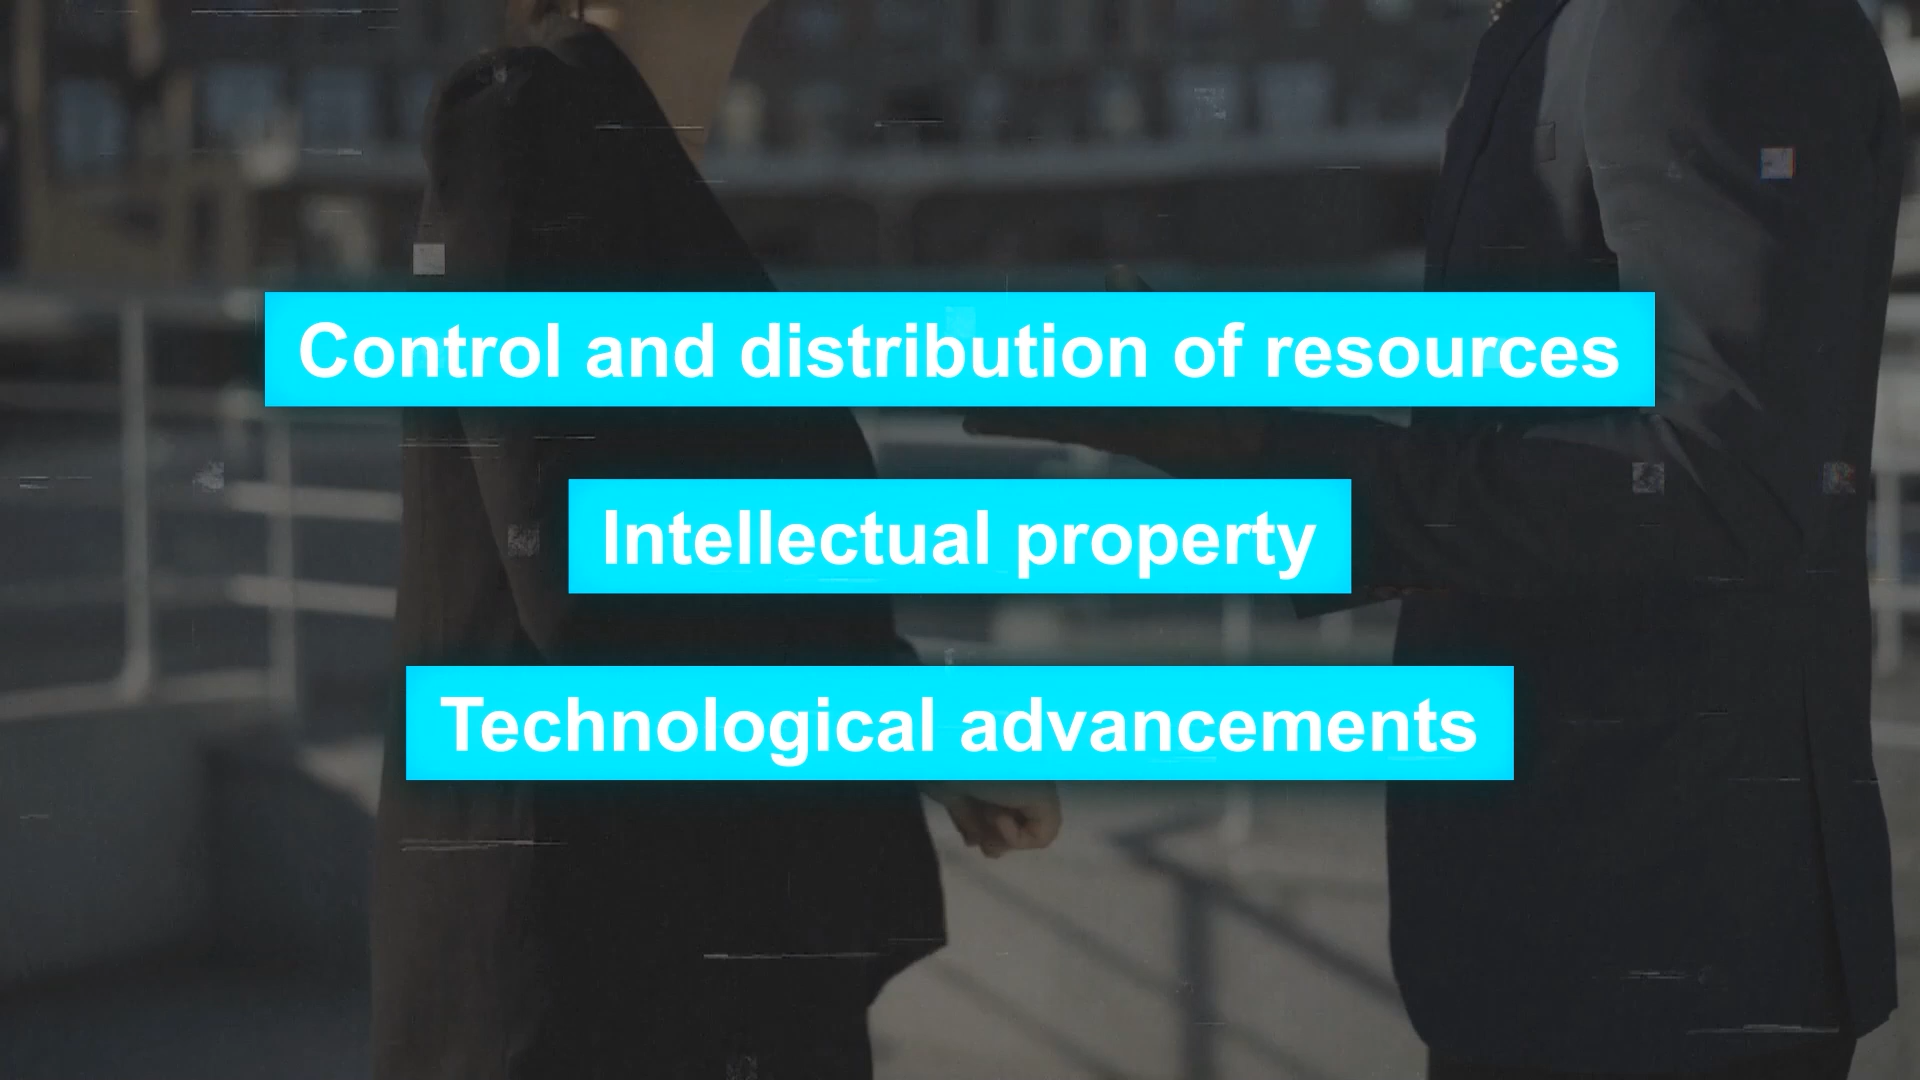 Control and distribution of resources
Intellectual property
Technological advancements